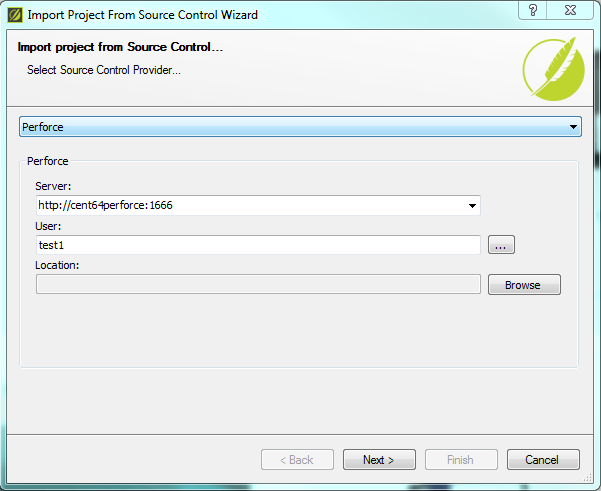 Import Project From Source Control Wizard
?
Import project from Source Control...
Select Source Control Provider...
Perforce
Perforce
Server:
http://cent64perforce:1666
User:
test1
...
Location:
Browse
< Back
Next >
Finish
Cancel